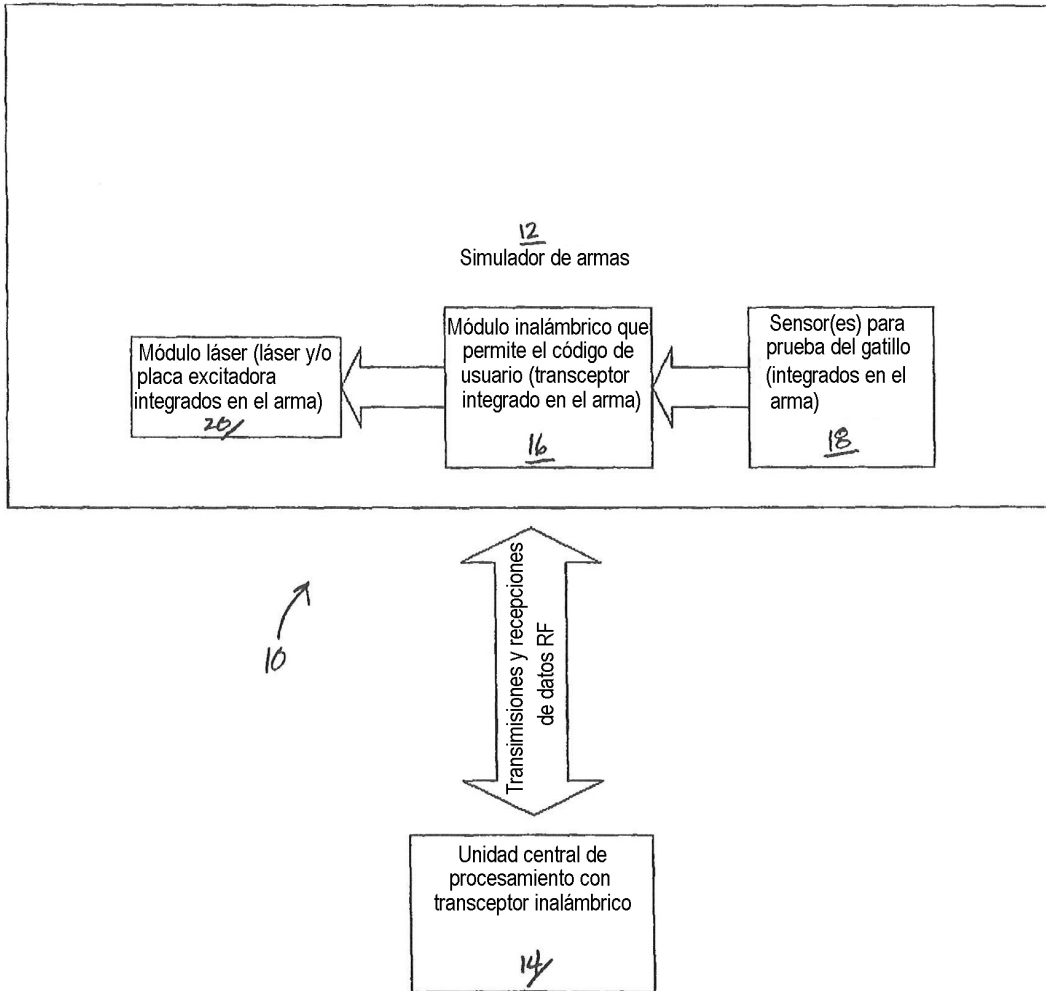 12
Simulador de armas
Módulo láser (láser y/o
placa excitadora
integrados en el arma)
20
Módulo inalámbrico que
permite el código de
usuario (transceptor
integrado en el arma)
16
Sensor(es) para
prueba del gatillo
(integrados en el
arma)
18
10
Transimisiones y recepciones
de datos RF
Unidad central de
procesamiento con
transceptor inalámbrico
14